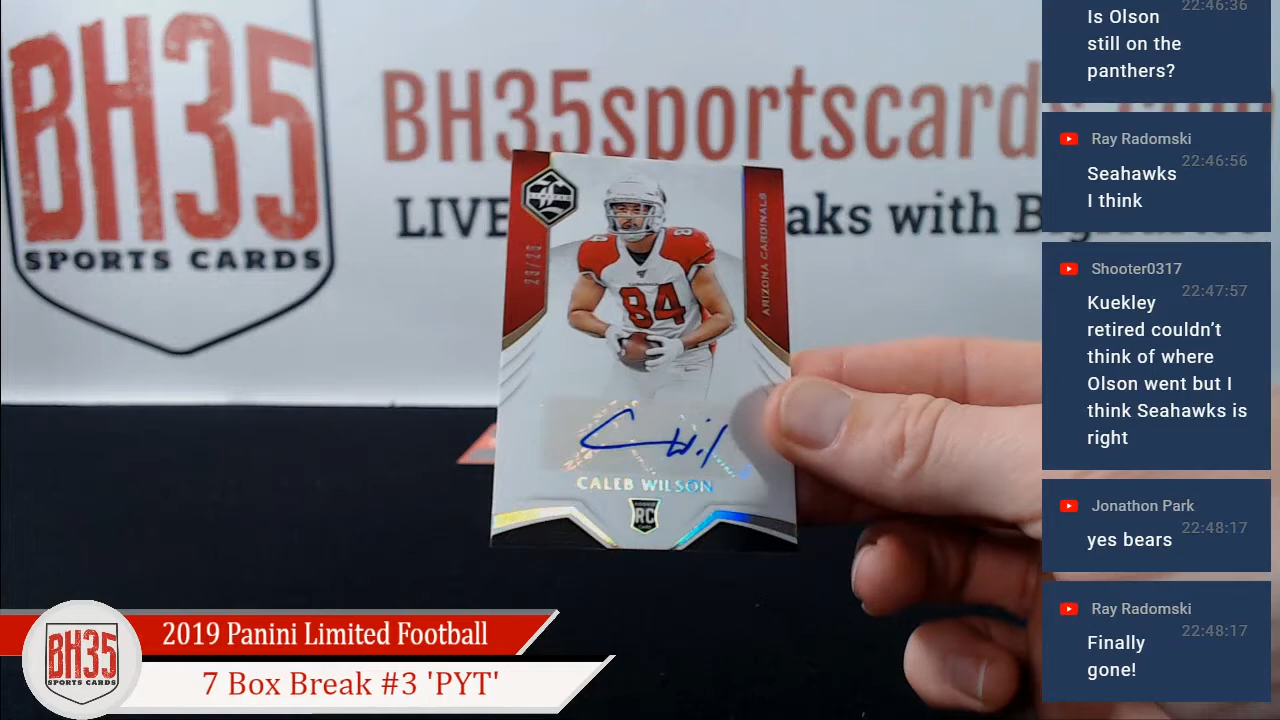 BH35
SPORTS CARDS
BH35sportscard
LIVE
aks with B
LIMITED
ARIZONA CARDINALS
84
84
CALEB WILSON
RC
BH35
SPORTS CARDS
2019 Panini Limited Football
7 Box Break #3 'PYT'
22:46:36
Is Olson
still on the
panthers?
Ray Radomski
22:46:56
Seahawks
I think
Shooter0317
22:47:57
Kuekley
retired couldn't
think of where
Olson went but I
think Seahawks is
right
Jonathon Park
22:48:17
yes bears
Ray Radomski
22:48:17
Finally
gone!